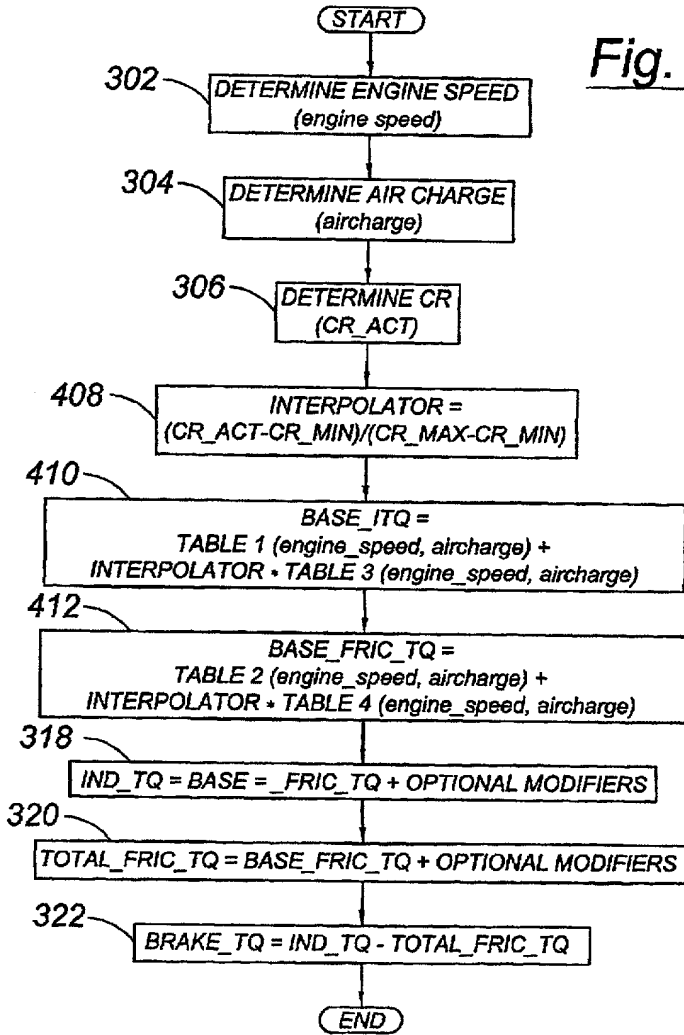 START
Fig.
302
DETERMINE ENGINE SPEED
(engine speed)
304
DETERMINE AIR CHARGE
(aircharge)
306
DETERMINE CR
(CR_ACT)
408
INTERPOLATOR =
(CR_ACT-CR_MIN)/(CR_MAX-CR_MIN)
410
BASE_ITQ =
TABLE 1 (engine_speed, aircharge) +
INTERPOLATOR * TABLE 3 (engine_speed, aircharge)
412
BASE_FRIC_TQ =
TABLE 2 (engine_speed, aircharge) +
INTERPOLATOR * TABLE 4 (engine_speed, aircharge)
318
IND_TQ = BASE = _FRIC_TQ + OPTIONAL MODIFIERS
320
TOTAL_FRIC_TQ = BASE_FRIC_TQ + OPTIONAL MODIFIERS
322
BRAKE_TQ = IND_TQ - TOTAL_FRIC_TQ
END